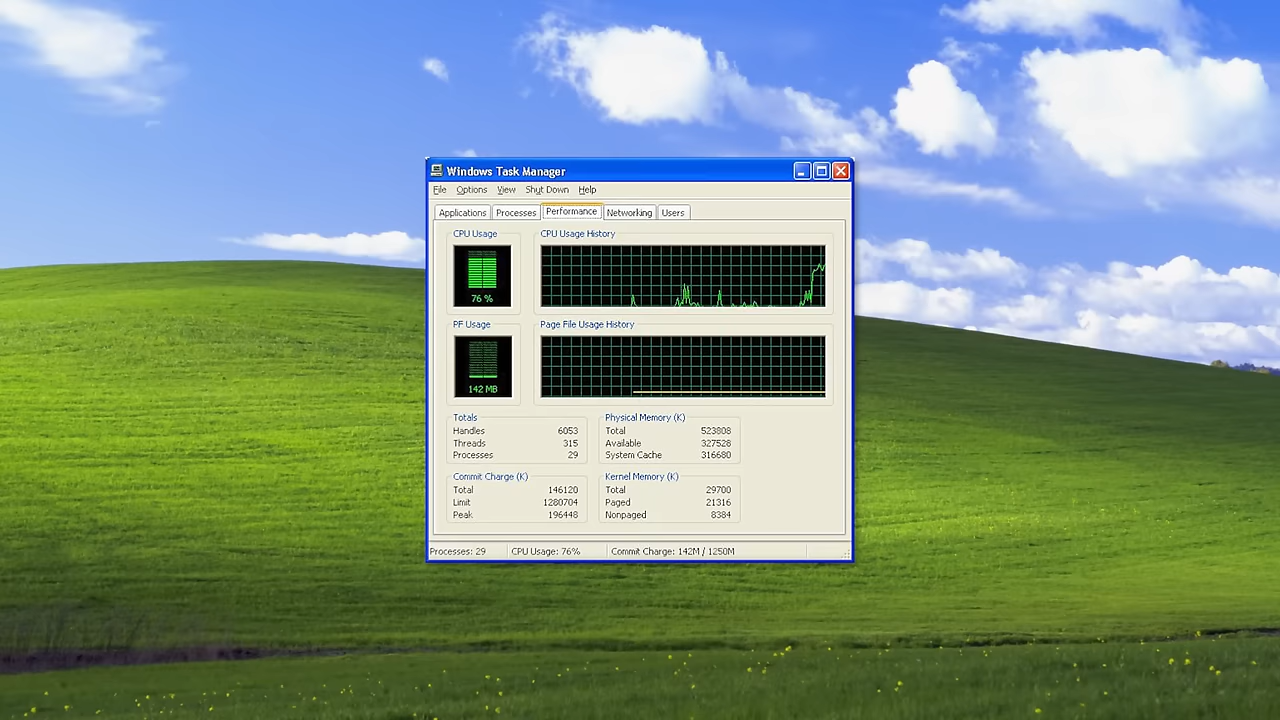 Windows Task Manager
File Options View Shut Down Help
Applications Processes Performance Networking Users
CPU Usage CPU Usage History
76 %
PF Usage Page File Usage History
142 MB
Totals Physical Memory (K)
Handles 6053 Total 523808
Threads 315 Available 327528
Processes 29 System Cache 316680
Commit Charge (K) Kernel Memory (K)
Total 146120 Total 29700
Limit 1280704 Paged 21316
Peak 196448 Nonpaged 8384
Processes: 29 CPU Usage: 76% Commit Charge: 142M / 1250M